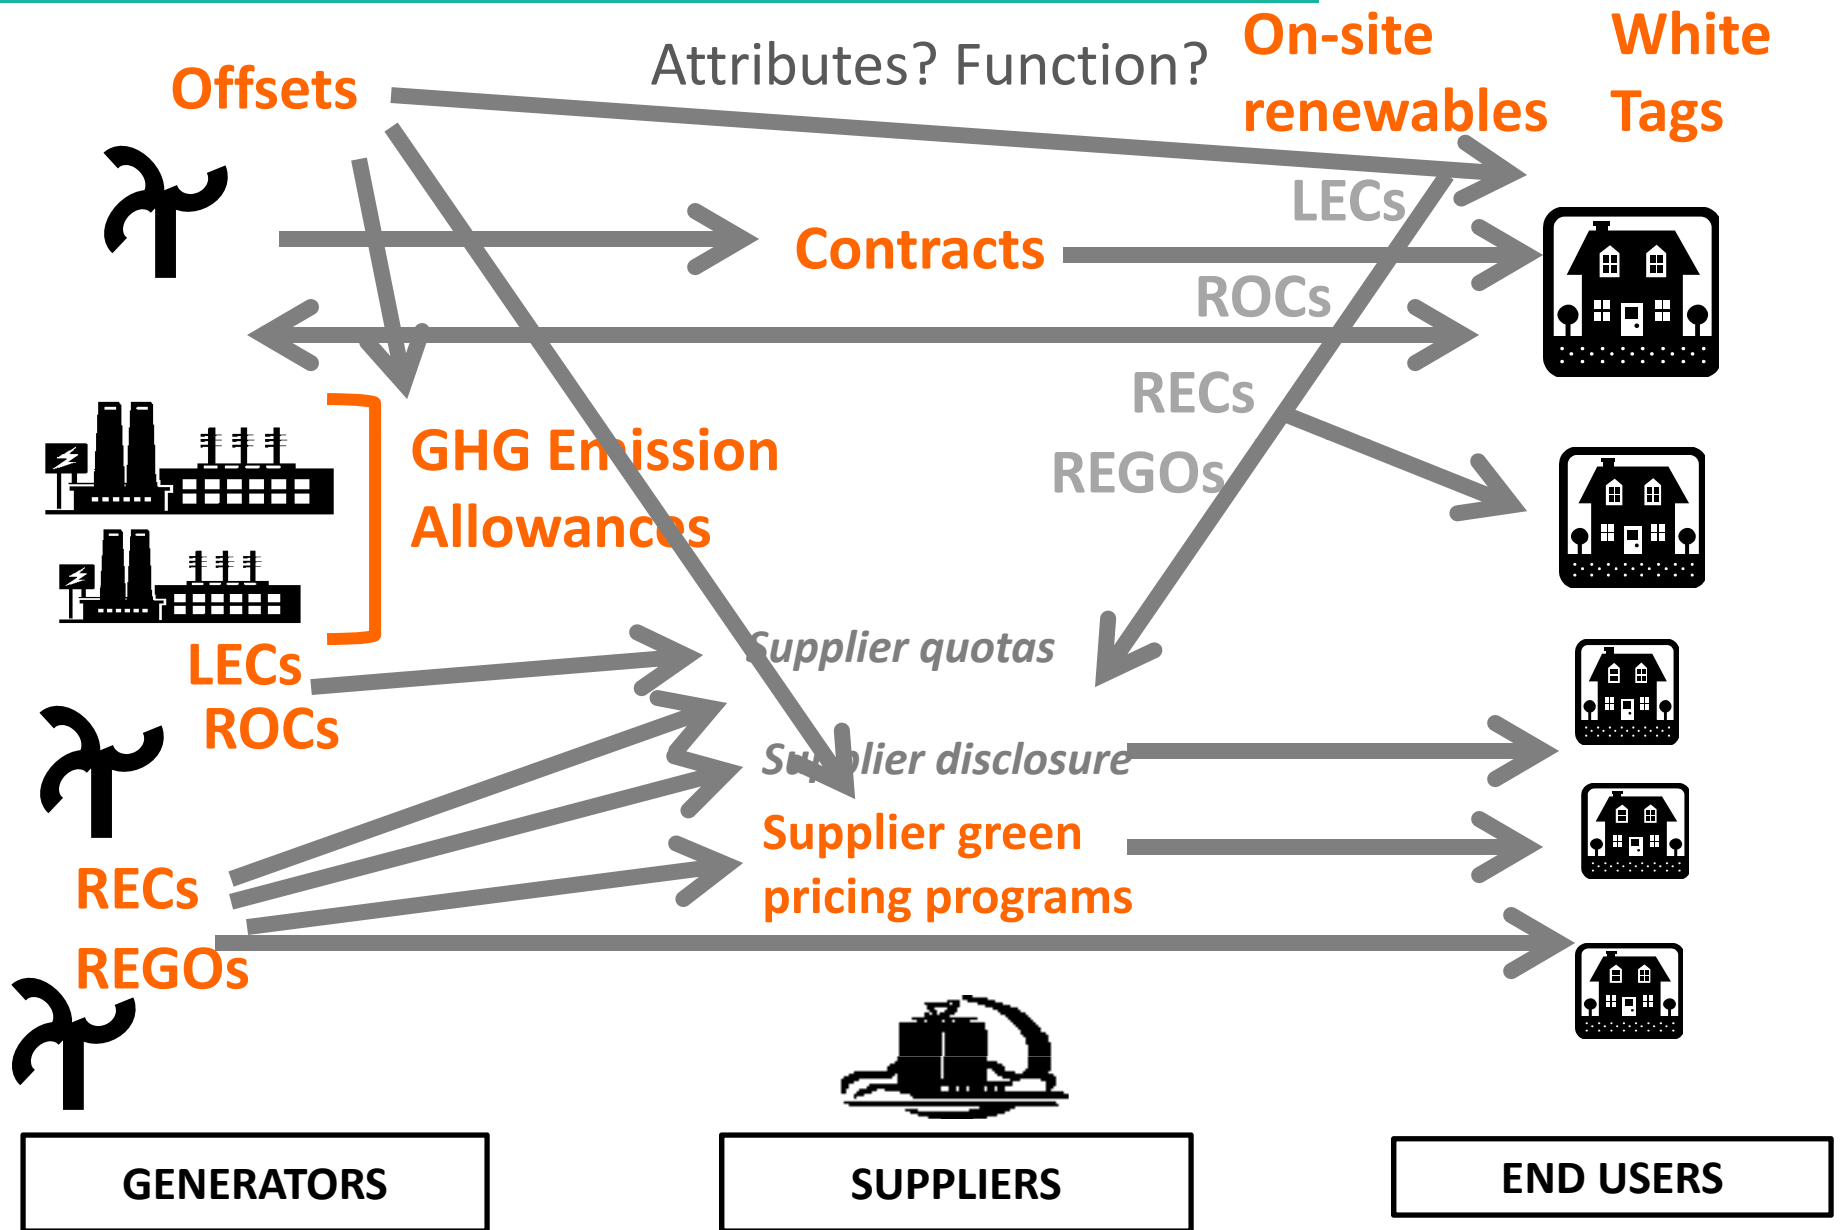 On-site
renewables
White
Tags
Attributes? Function?
Offsets
LECs
Contracts
ROCs
RECs
REGOs
GHG Emission
Allowances
LECs
ROCs
Supplier quotas
Supplier disclosure
Supplier green
pricing programs
RECs
REGOs
GENERATORS
SUPPLIERS
END USERS